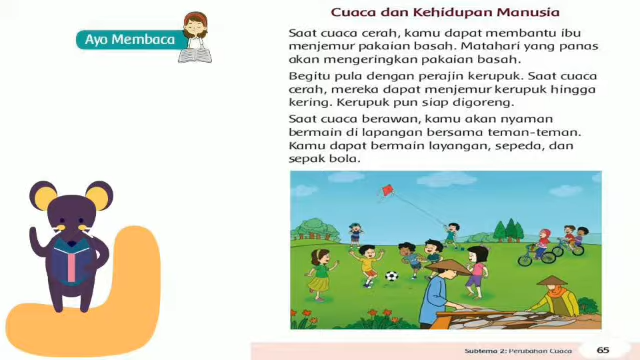 Ayo Membaca
Cuaca dan Kehidupan Manusia
Saat cuaca cerah, kamu dapat membantu ibu
menjemur pakaian basah. Matahari yang panas
akan mengeringkan pakaian basah.
Begitu pula dengan perajin kerupuk. Saat cuaca
cerah, mereka dapat menjemur kerupuk hingga
kering. Kerupuk pun siap digoreng.
Saat cuaca berawan, kamu akan nyaman
bermain di lapangan bersama teman-teman.
Kamu dapat bermain layangan, sepeda, dan
sepak bola.
Subtema 2: Perubahan Cuaca 65